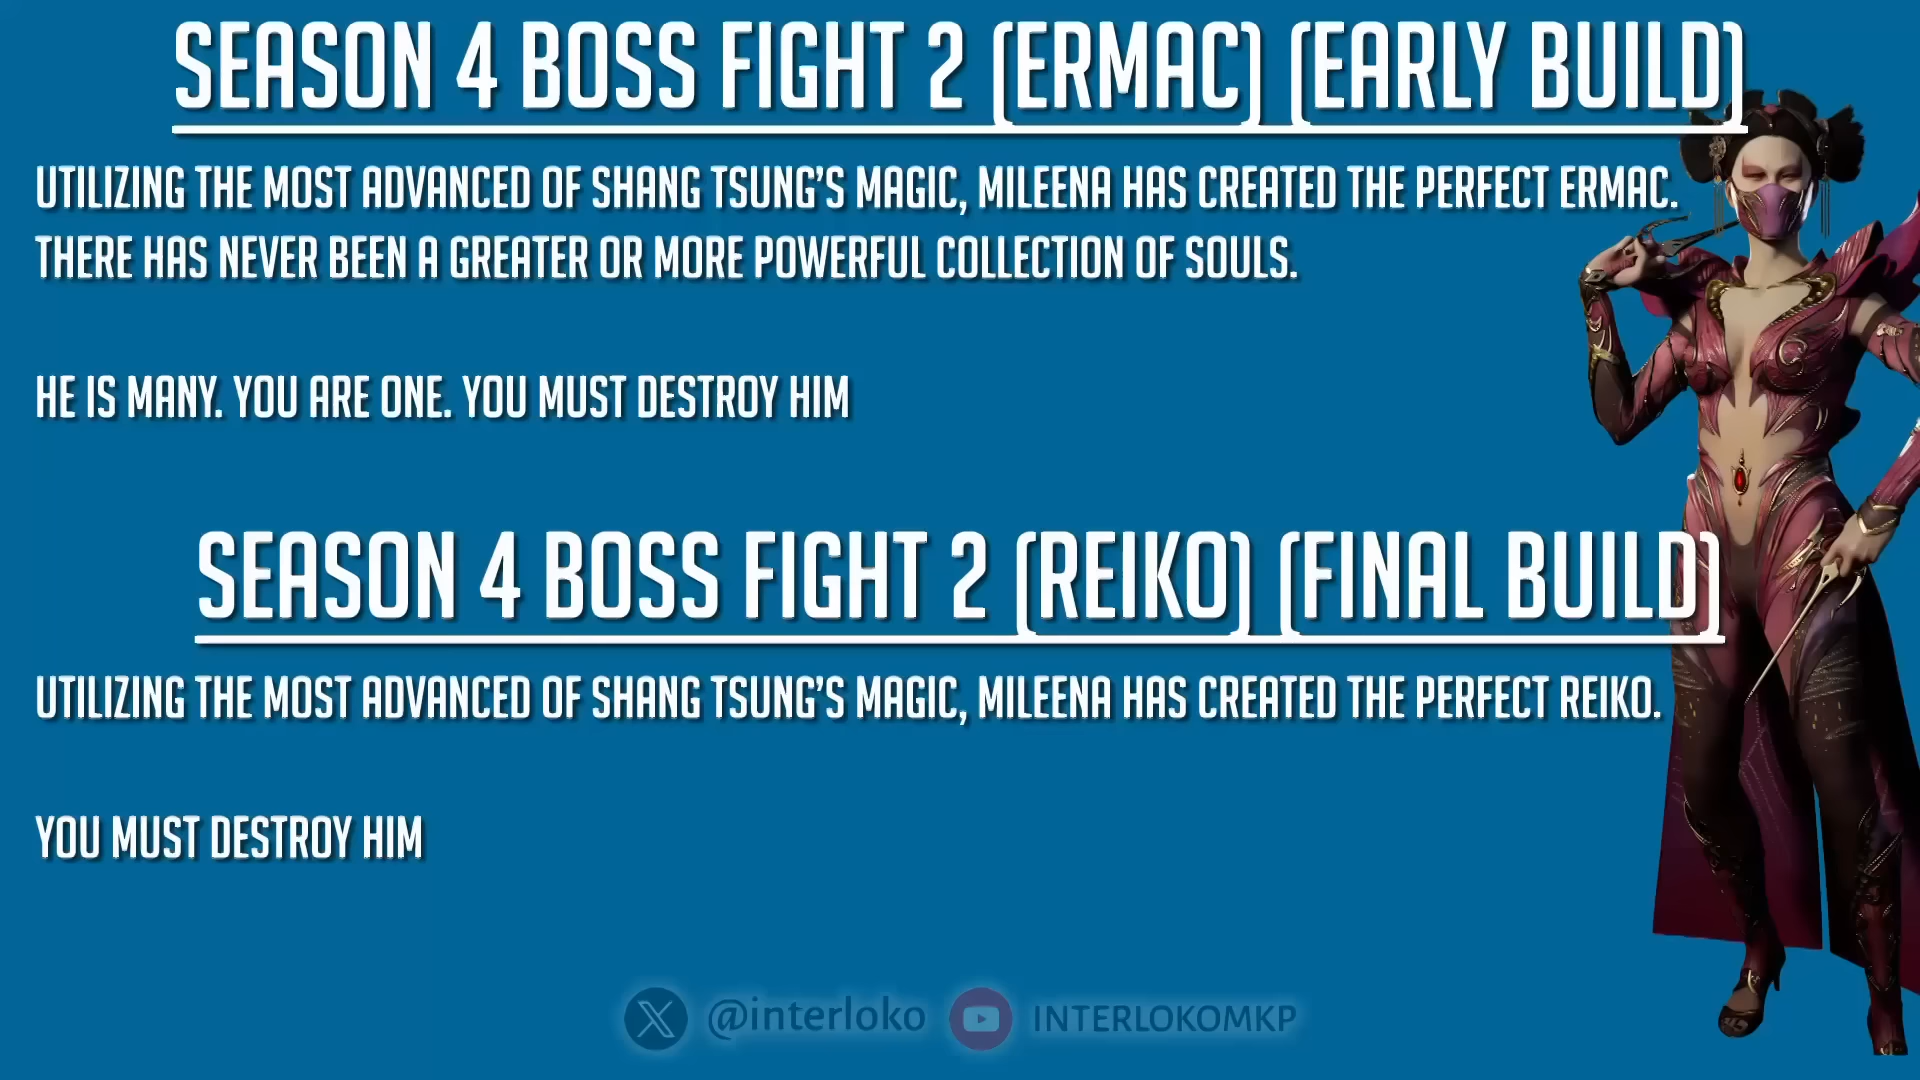 SEASON 4 BOSS FIGHT 2 (ERMAC) (EARLY BUILD)
UTILIZING THE MOST ADVANCED OF SHANG TSUNG’S MAGIC, MILEENA HAS CREATED THE PERFECT ERMAC.
THERE HAS NEVER BEEN A GREATER OR MORE POWERFUL COLLECTION OF SOULS.
HE IS MANY. YOU ARE ONE. YOU MUST DESTROY HIM
SEASON 4 BOSS FIGHT 2 (REIKO) (FINAL BUILD)
UTILIZING THE MOST ADVANCED OF SHANG TSUNG’S MAGIC, MILEENA HAS CREATED THE PERFECT REIKO.
YOU MUST DESTROY HIM
@interloko INTERLOKOMKP